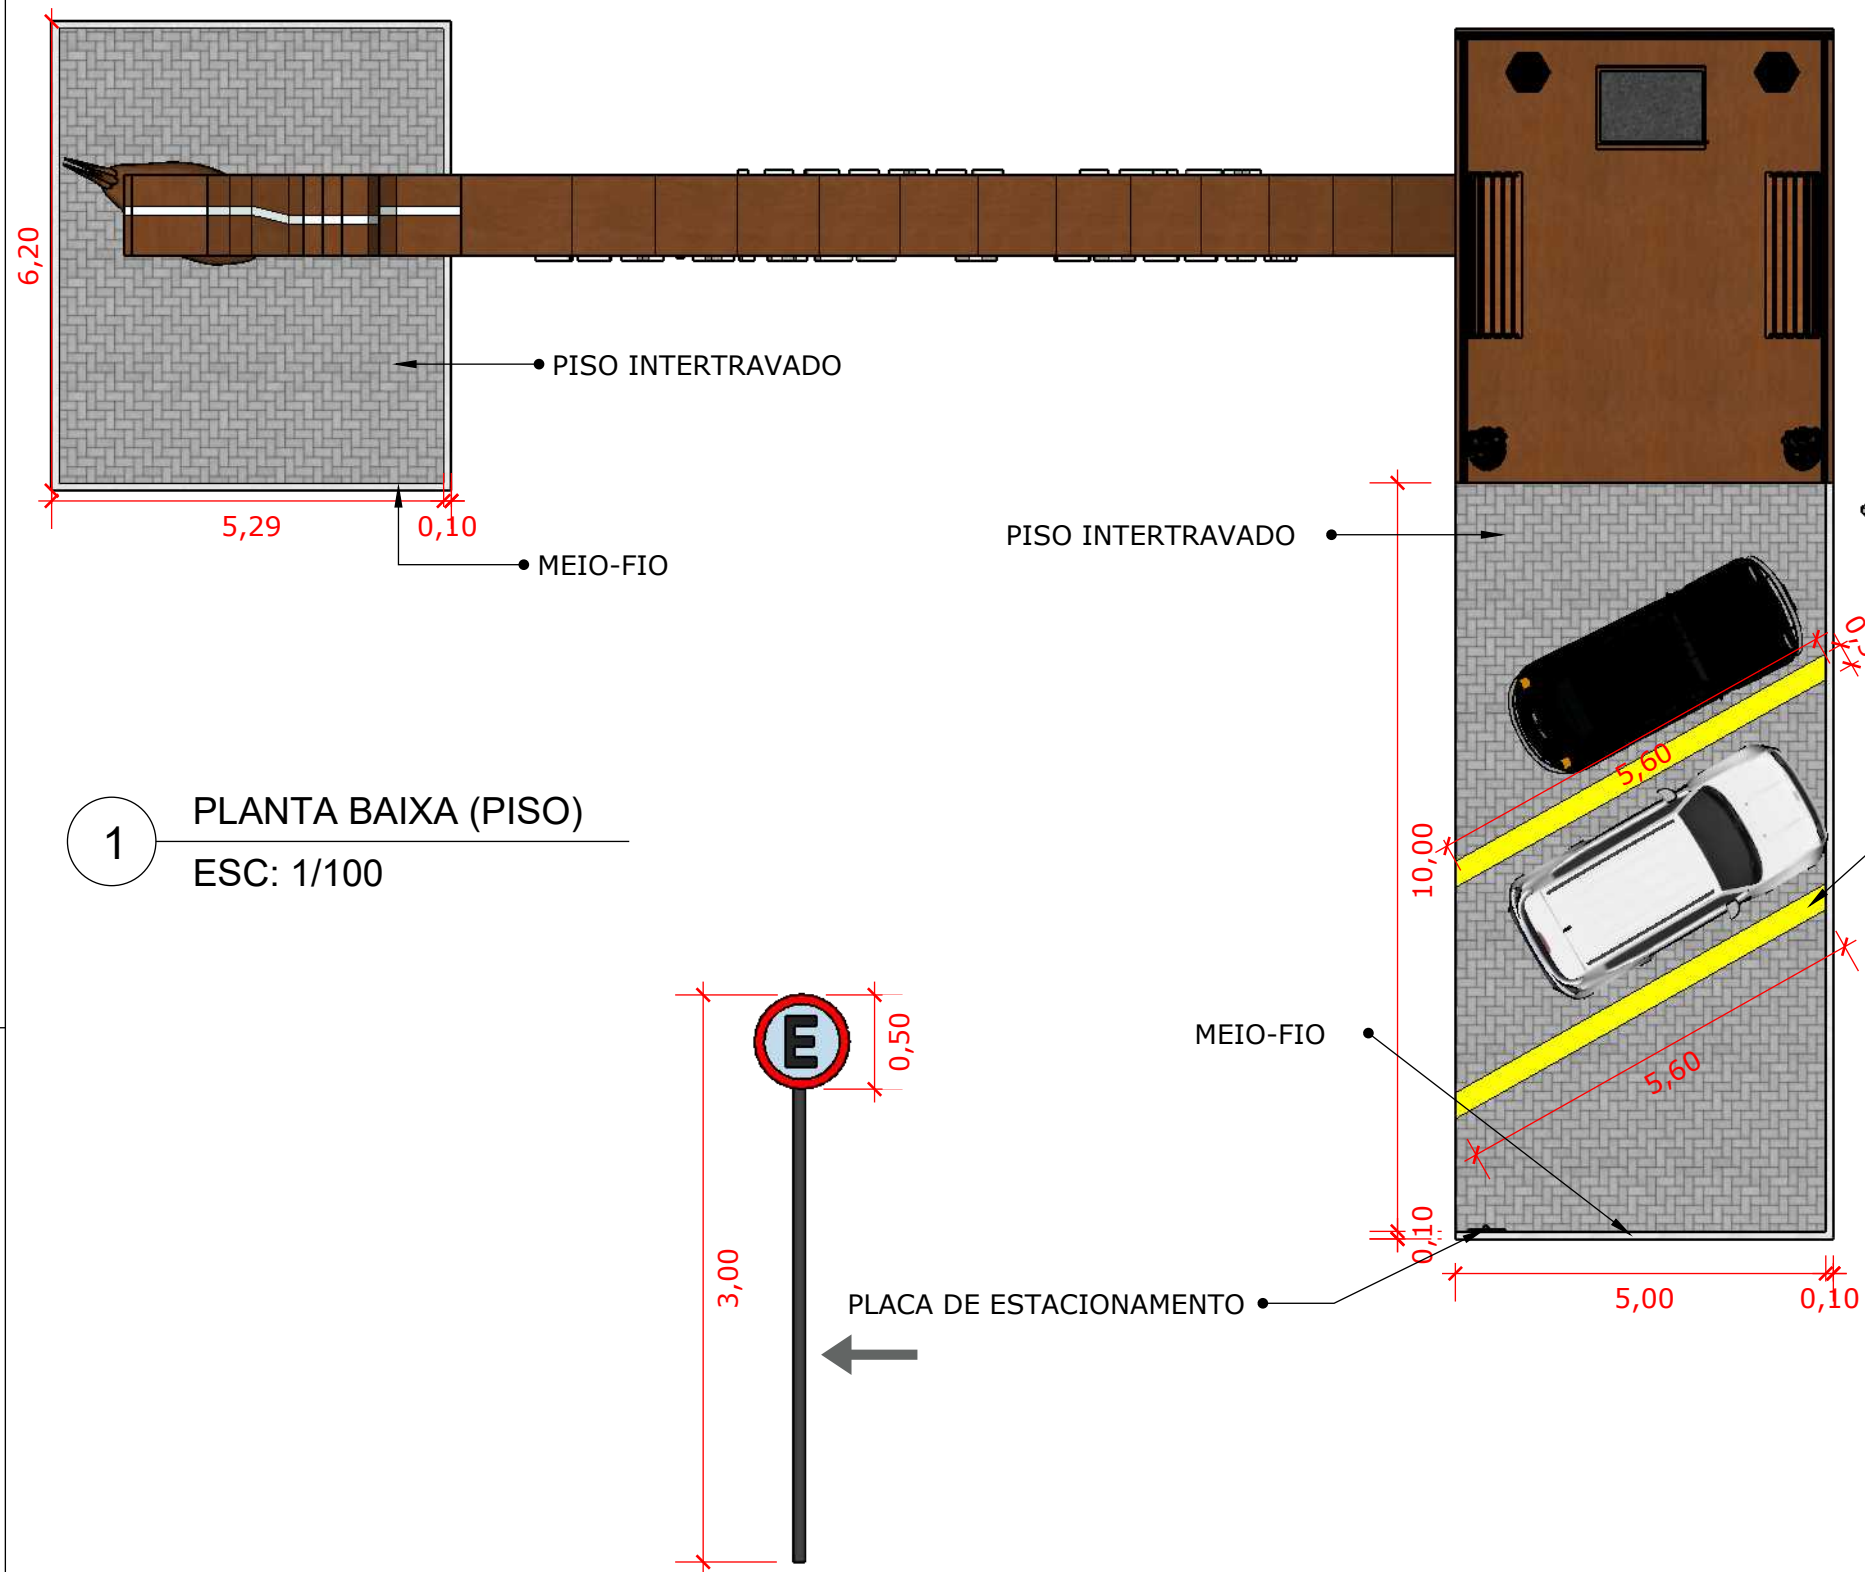 6,20
PISO INTERTRAVADO
5,29
0,10
MEIO-FIO
PISO INTERTRAVADO
5,60
1
PLANTA BAIXA (PISO)
ESC: 1/100
10,00
E
0,50
MEIO-FIO
5,60
0,10
3,00
PLACA DE ESTACIONAMENTO
5,00
0,10